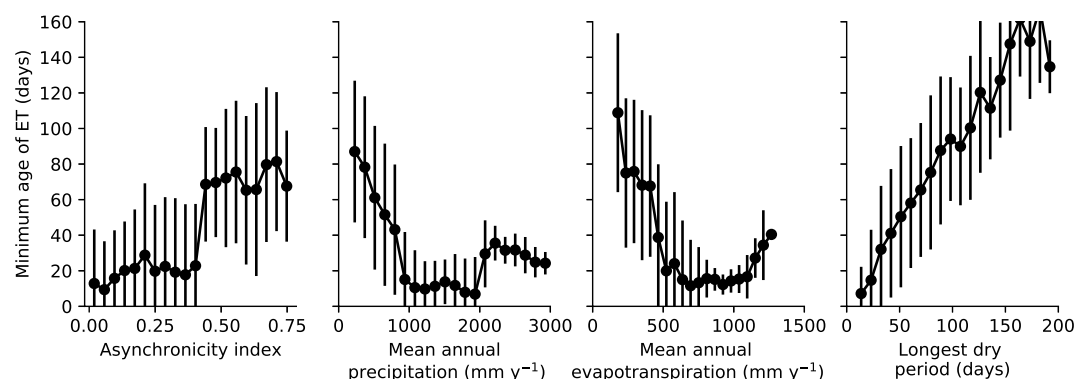 160
140
120
100
80
60
40
20
0
Minimum age of ET (days)
0.00 0.25 0.50 0.75
Asynchronicity index
0 1000 2000 3000
Mean annual
precipitation (mm y⁻¹)
0 500 1000 1500
Mean annual
evapotranspiration (mm y⁻¹)
0 50 100 150 200
Longest dry
period (days)